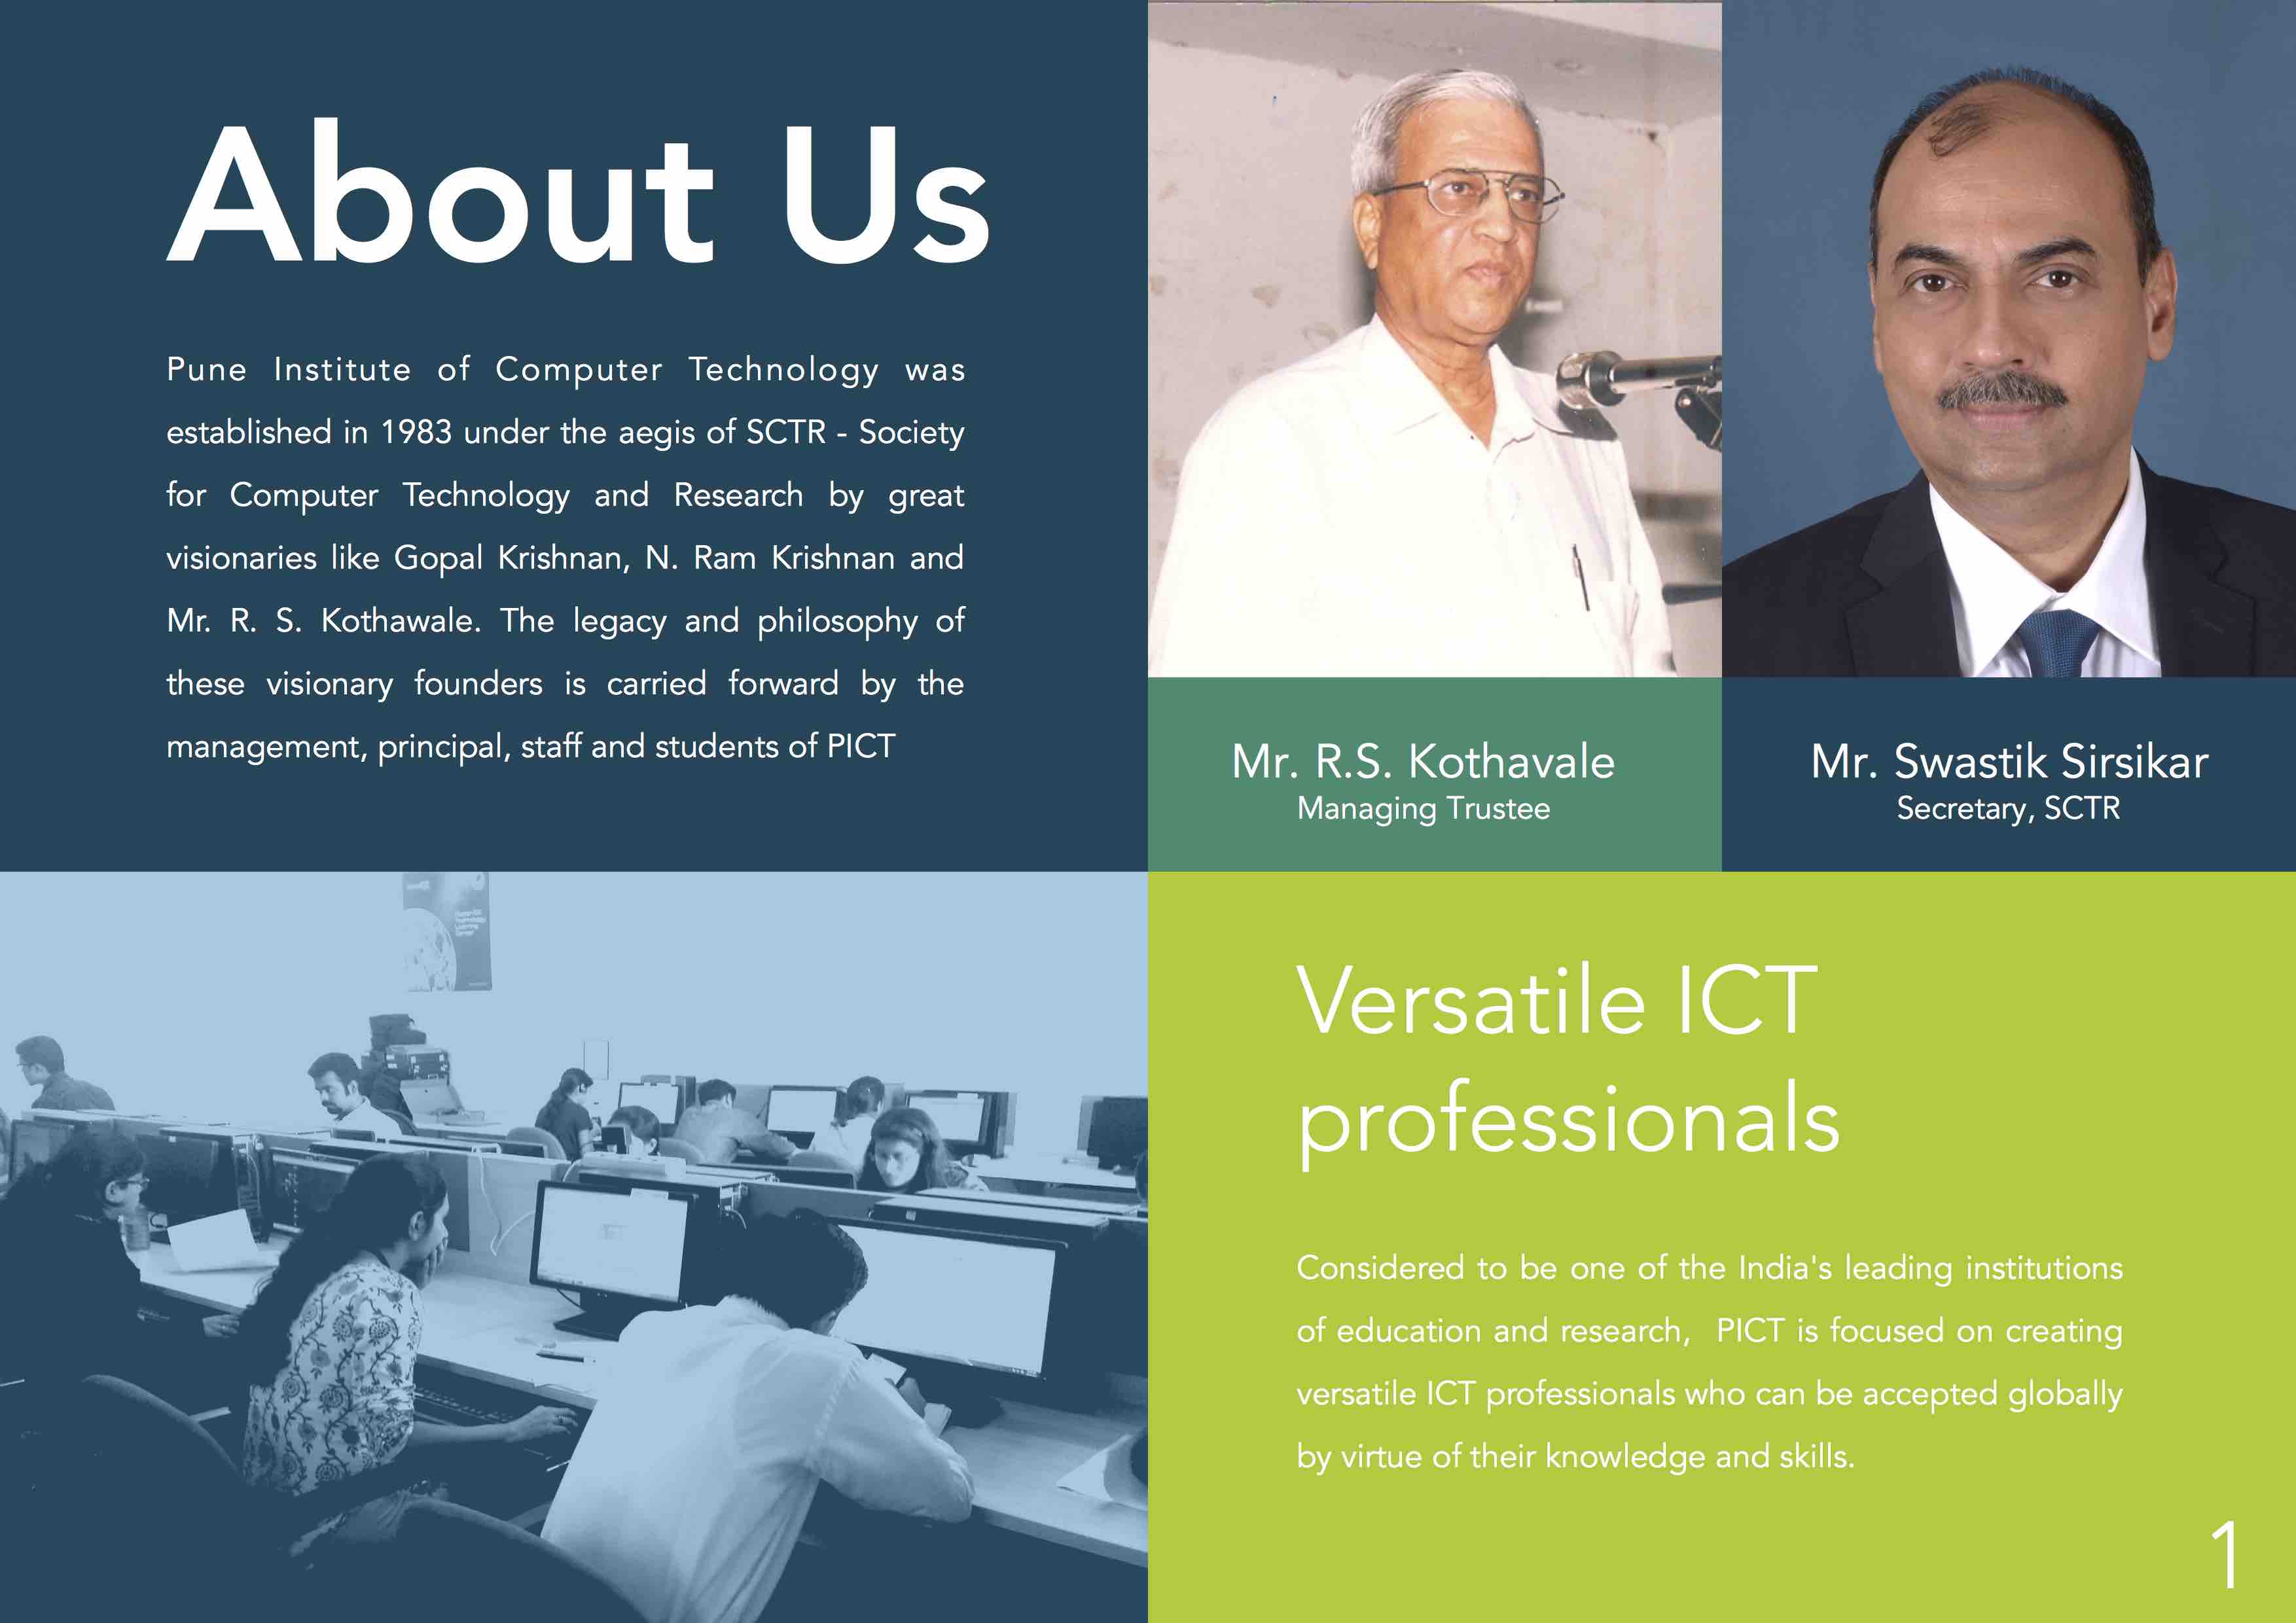 About Us
Pune Institute of Computer Technology was
established in 1983 under the aegis of SCTR - Society
for Computer Technology and Research by great
visionaries like Gopal Krishnan, N. Ram Krishnan and
Mr. R. S. Kothawale. The legacy and philosophy of
these visionary founders is carried forward by the
management, principal, staff and students of PICT
Mr. R.S. Kothavale
Managing Trustee
Mr. Swastik Sirsikar
Secretary, SCTR
Versatile ICT
professionals
Considered to be one of the India's leading institutions
of education and research, PICT is focused on creating
versatile ICT professionals who can be accepted globally
by virtue of their knowledge and skills.
1